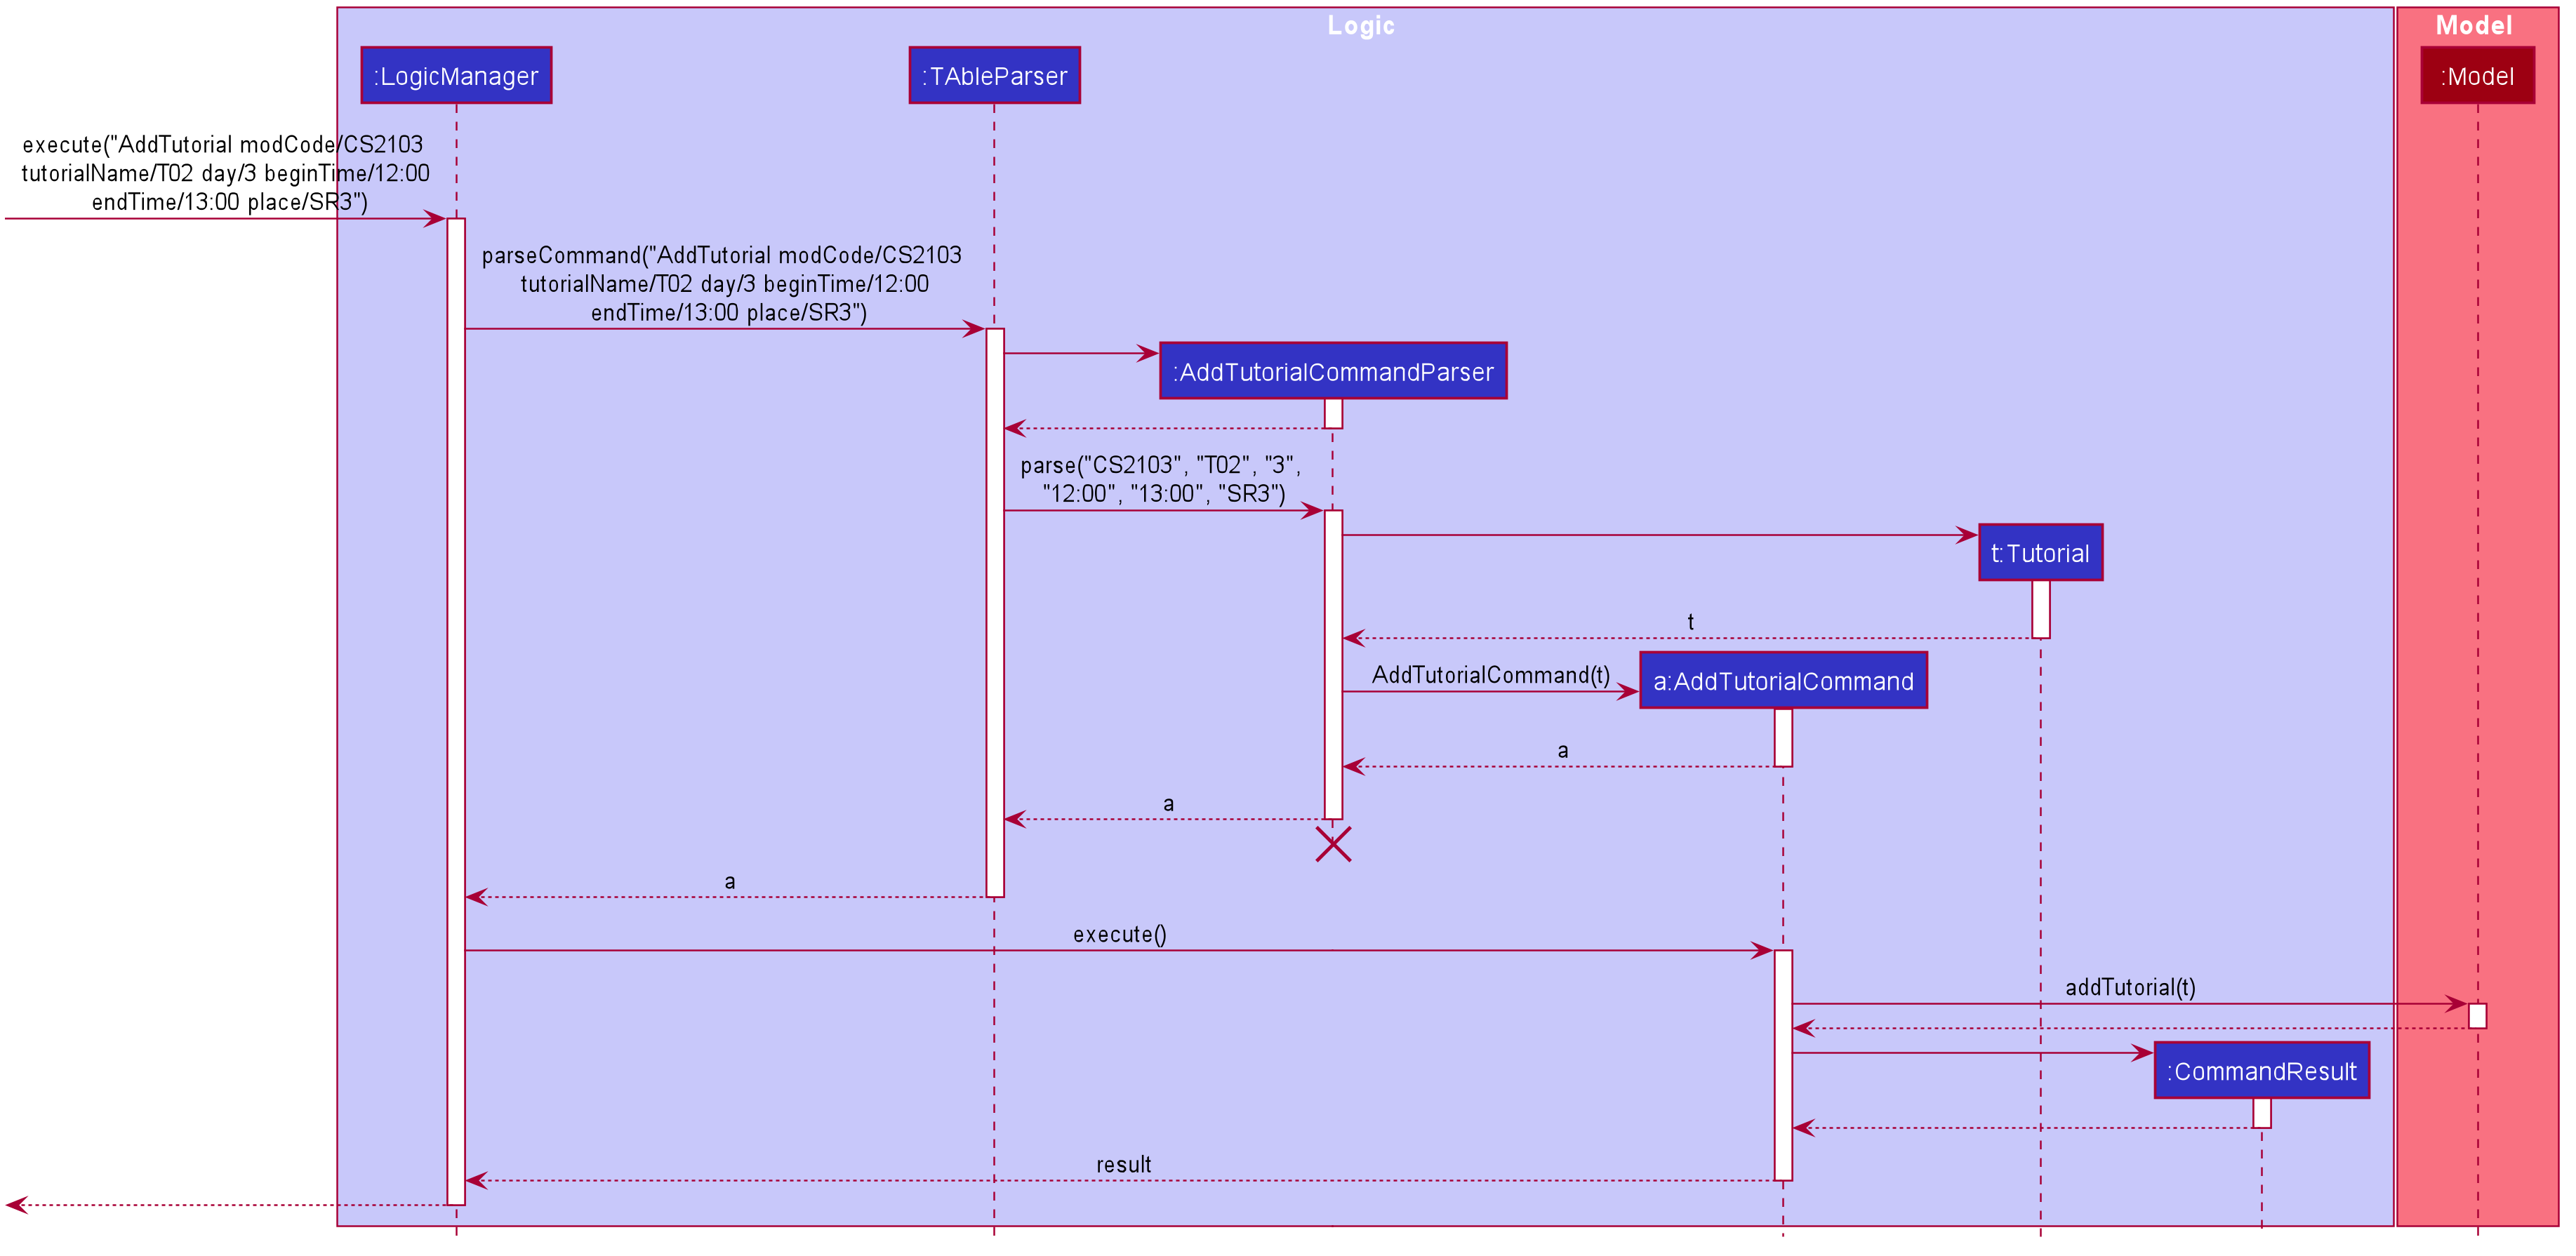 Logic
Model
:LogicManager
:TAbleParser
:Model
execute("AddTutorial modCode/CS2103
tutorialName/T02 day/3 beginTime/12:00
endTime/13:00 place/SR3")
parseCommand("AddTutorial modCode/CS2103
tutorialName/T02 day/3 beginTime/12:00
endTime/13:00 place/SR3")
:AddTutorialCommandParser
parse("CS2103", "T02", "3",
"12:00", "13:00", "SR3")
t:Tutorial
t
AddTutorialCommand(t)
a:AddTutorialCommand
a
a
a
execute()
addTutorial(t)
:CommandResult
result